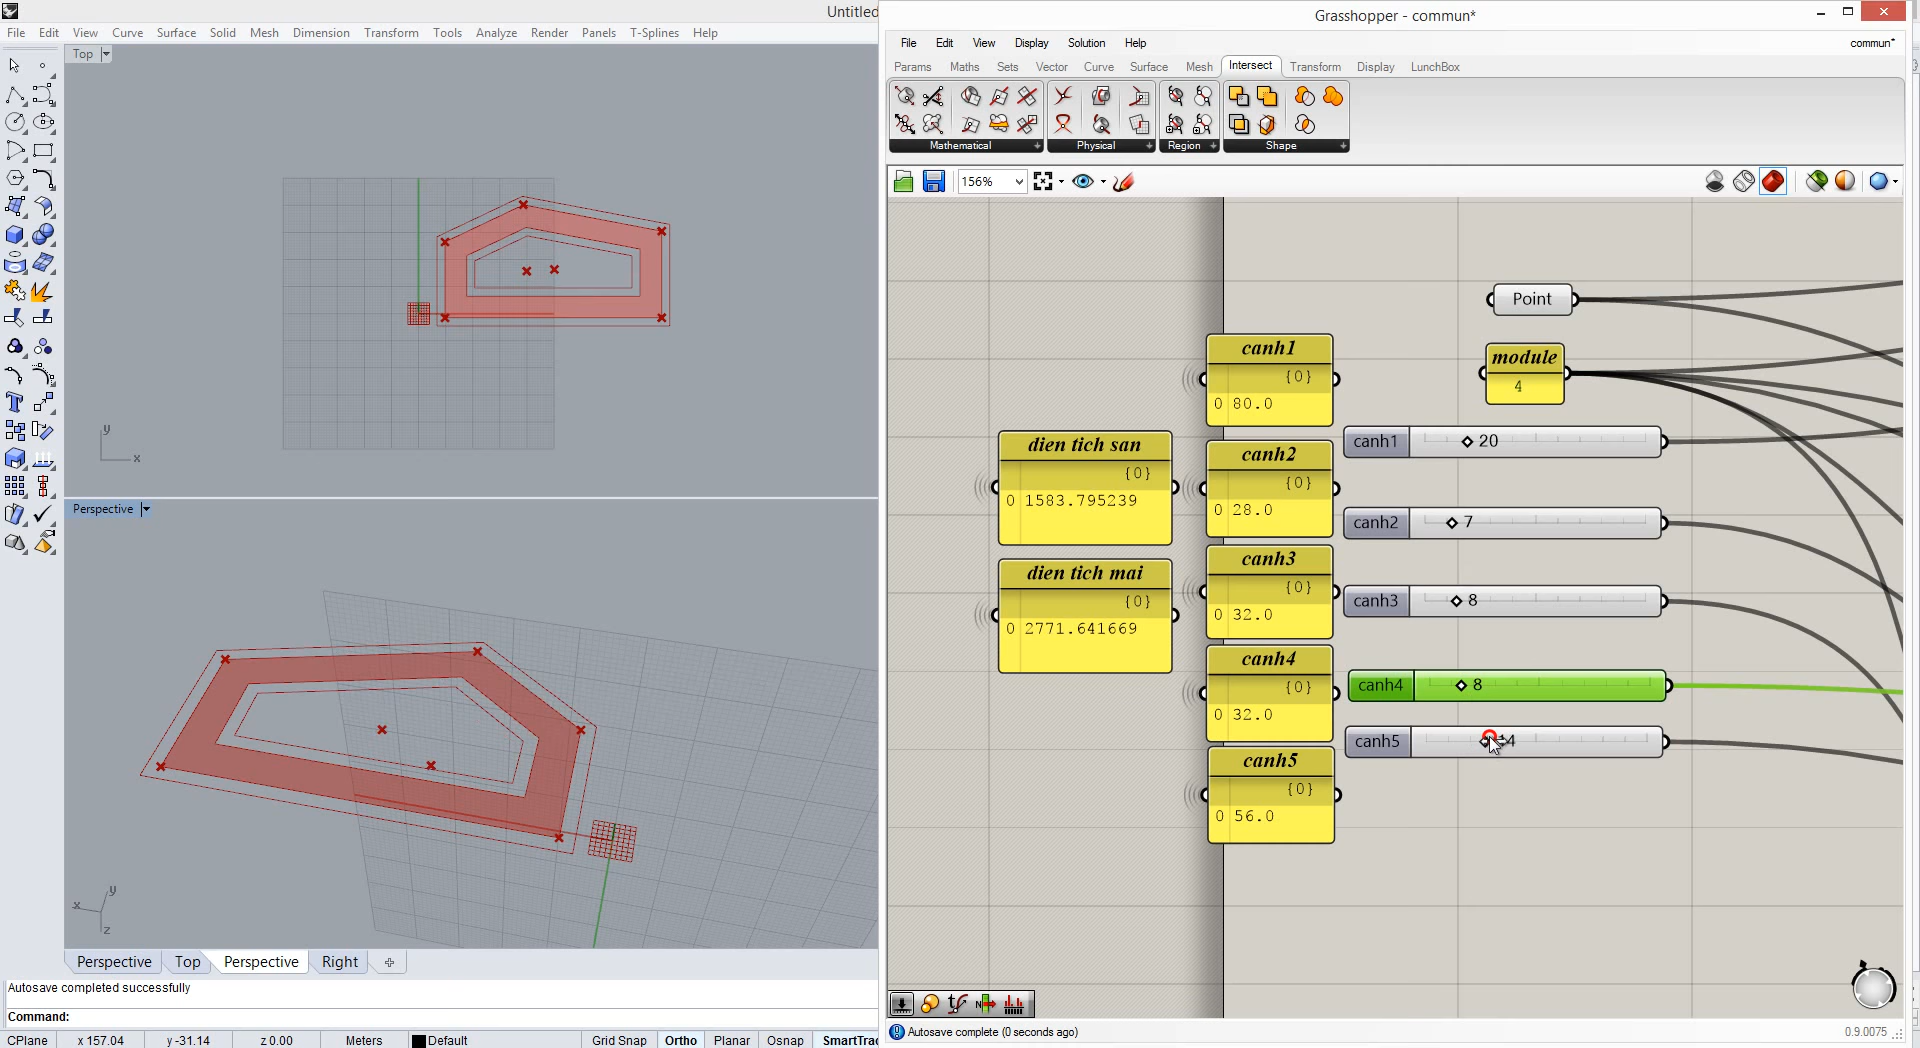 Untitled
File Edit View Curve Surface Solid Mesh Dimension Transform Tools Analyze Render Panels T-Splines Help
Top
y
x
Perspective
y
x
z
Perspective Top Perspective Right
Autosave completed successfully
Command:
CPlane x 157.04 y -31.14 z 0.00 Meters Default Grid Snap Ortho Planar Osnap SmartTrac
Grasshopper - commun*
File Edit View Display Solution Help commun*
Params Maths Sets Vector Curve Surface Mesh Intersect Transform Display LunchBox
Mathematical Physical Region Shape
156%
Point
module
4
canh1
{0}
0 80.0
canh1 20
dien tich san
{0}
0 1583.795239
canh2
{0}
0 28.0
canh2 7
dien tich mai
{0}
0 2771.641669
canh3
{0}
0 32.0
canh3 8
canh4
{0}
0 32.0
canh4 8
canh5 14
canh5
{0}
0 56.0
Autosave complete (0 seconds ago)
0.9.0075